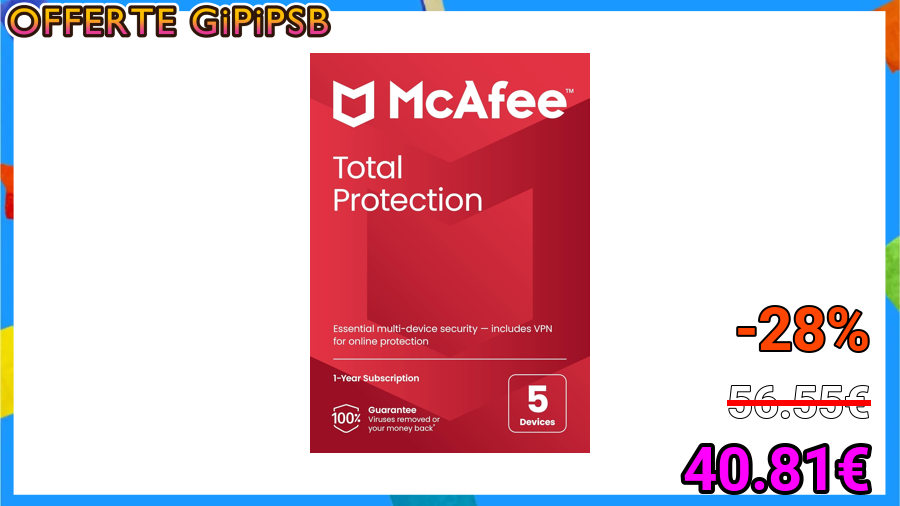 OFFERTE GiPiPSB
McAfee™
Total
Protection
Essential multi-device security — includes VPN
for online protection
1-Year Subscription
100%
Guarantee
Viruses removed or
your money back*
5
Devices
-28%
56.55€
40.81€